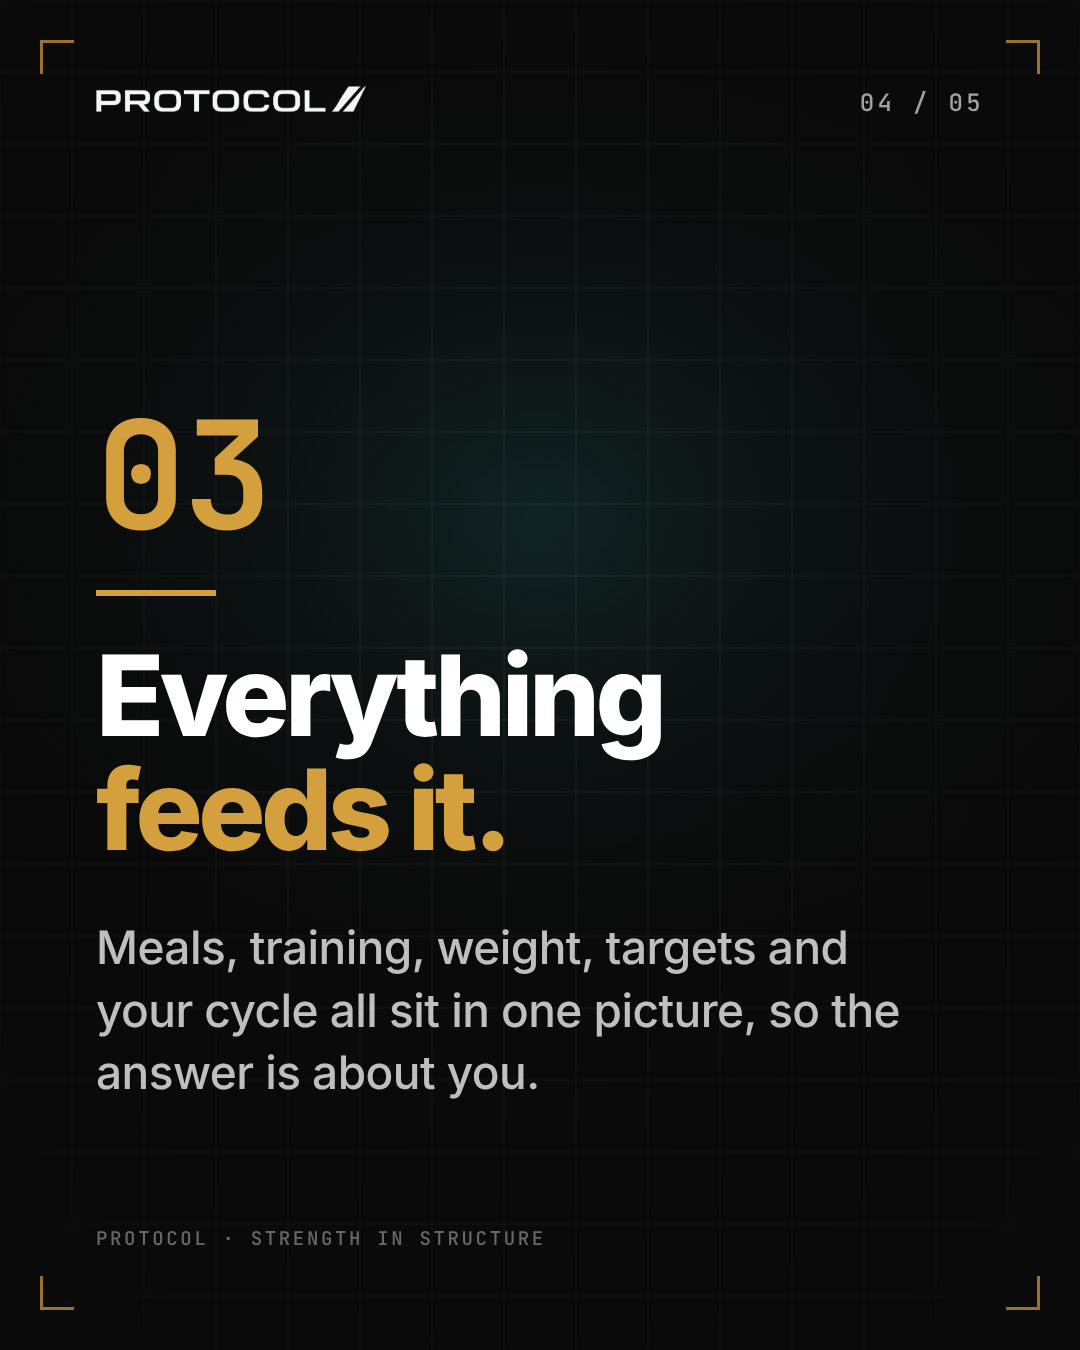 PROTOCOL
04 / 05
03
Everything
feeds it.
Meals, training, weight, targets and
your cycle all sit in one picture, so the
answer is about you.
PROTOCOL · STRENGTH IN STRUCTURE